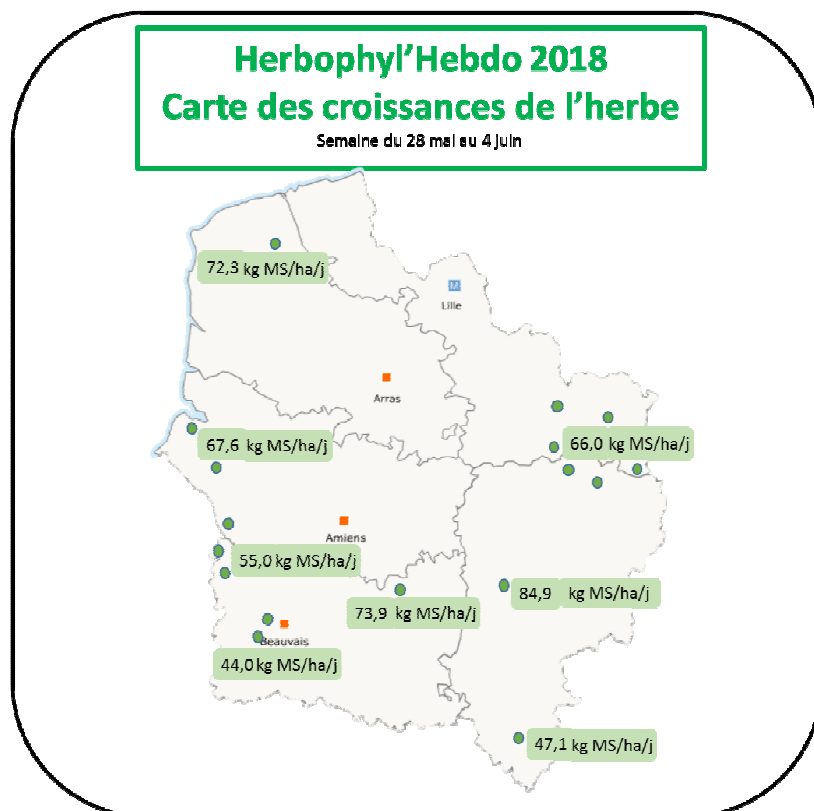 Herbophyl'Hebdo 2018
Carte des croissances de l'herbe
Semaine du 28 mai au 4 juin
72,3 kg MS/ha/j
M
Lille
Arras
67,6 kg MS/ha/j
66,0 kg MS/ha/j
Amiens
55,0 kg MS/ha/j
84,9 kg MS/ha/j
73,9 kg MS/ha/j
Beauvais
44,0 kg MS/ha/j
47,1 kg MS/ha/j